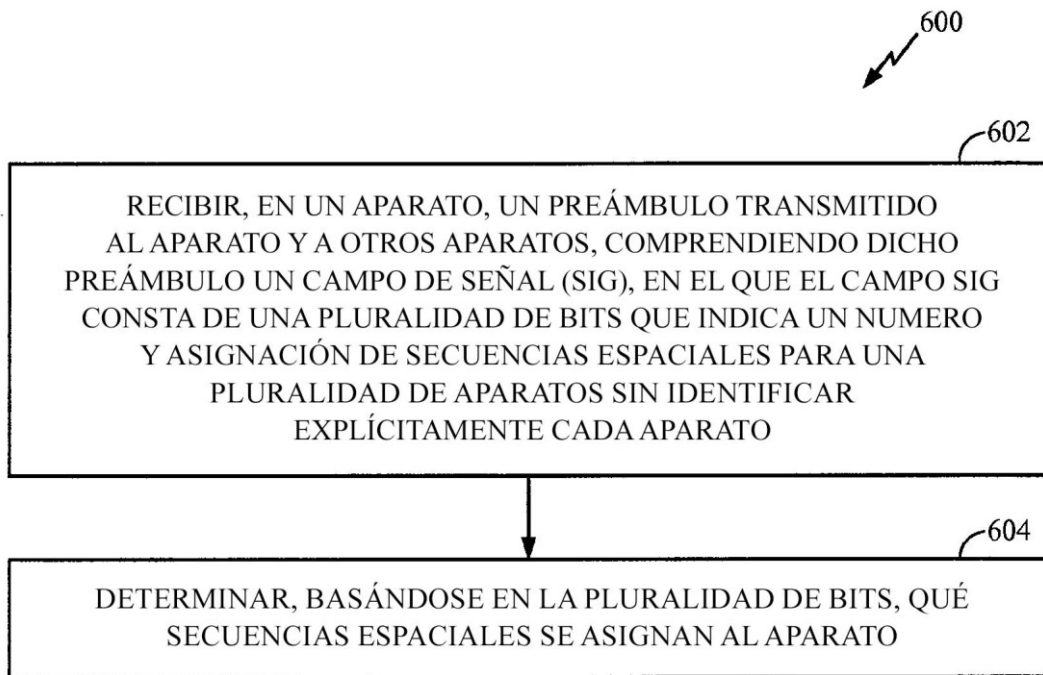 600
602
RECIBIR, EN UN APARATO, UN PREÁMBULO TRANSMITIDO
AL APARATO Y A OTROS APARATOS, COMPRENDIENDO DICHO
PREÁMBULO UN CAMPO DE SEÑAL (SIG), EN EL QUE EL CAMPO SIG
CONSTA DE UNA PLURALIDAD DE BITS QUE INDICA UN NUMERO
Y ASIGNACIÓN DE SECUENCIAS ESPACIALES PARA UNA
PLURALIDAD DE APARATOS SIN IDENTIFICAR
EXPLÍCITAMENTE CADA APARATO
604
DETERMINAR, BASÁNDOSE EN LA PLURALIDAD DE BITS, QUÉ
SECUENCIAS ESPACIALES SE ASIGNAN AL APARATO